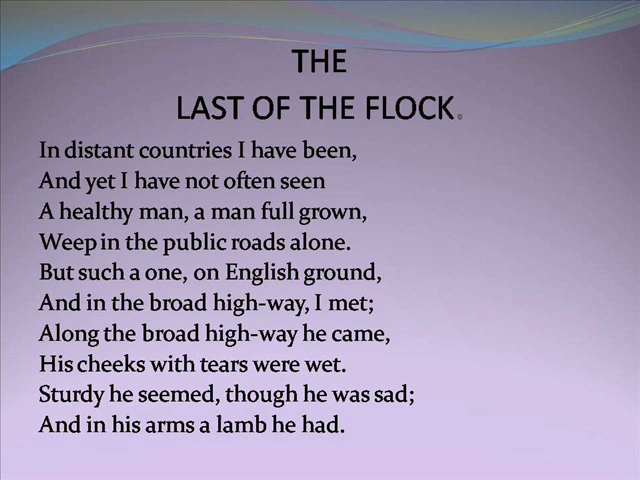 THE
LAST OF THE FLOCK.
In distant countries I have been,
And yet I have not often seen
A healthy man, a man full grown,
Weep in the public roads alone.
But such a one, on English ground,
And in the broad high-way, I met;
Along the broad high-way he came,
His cheeks with tears were wet.
Sturdy he seemed, though he was sad;
And in his arms a lamb he had.